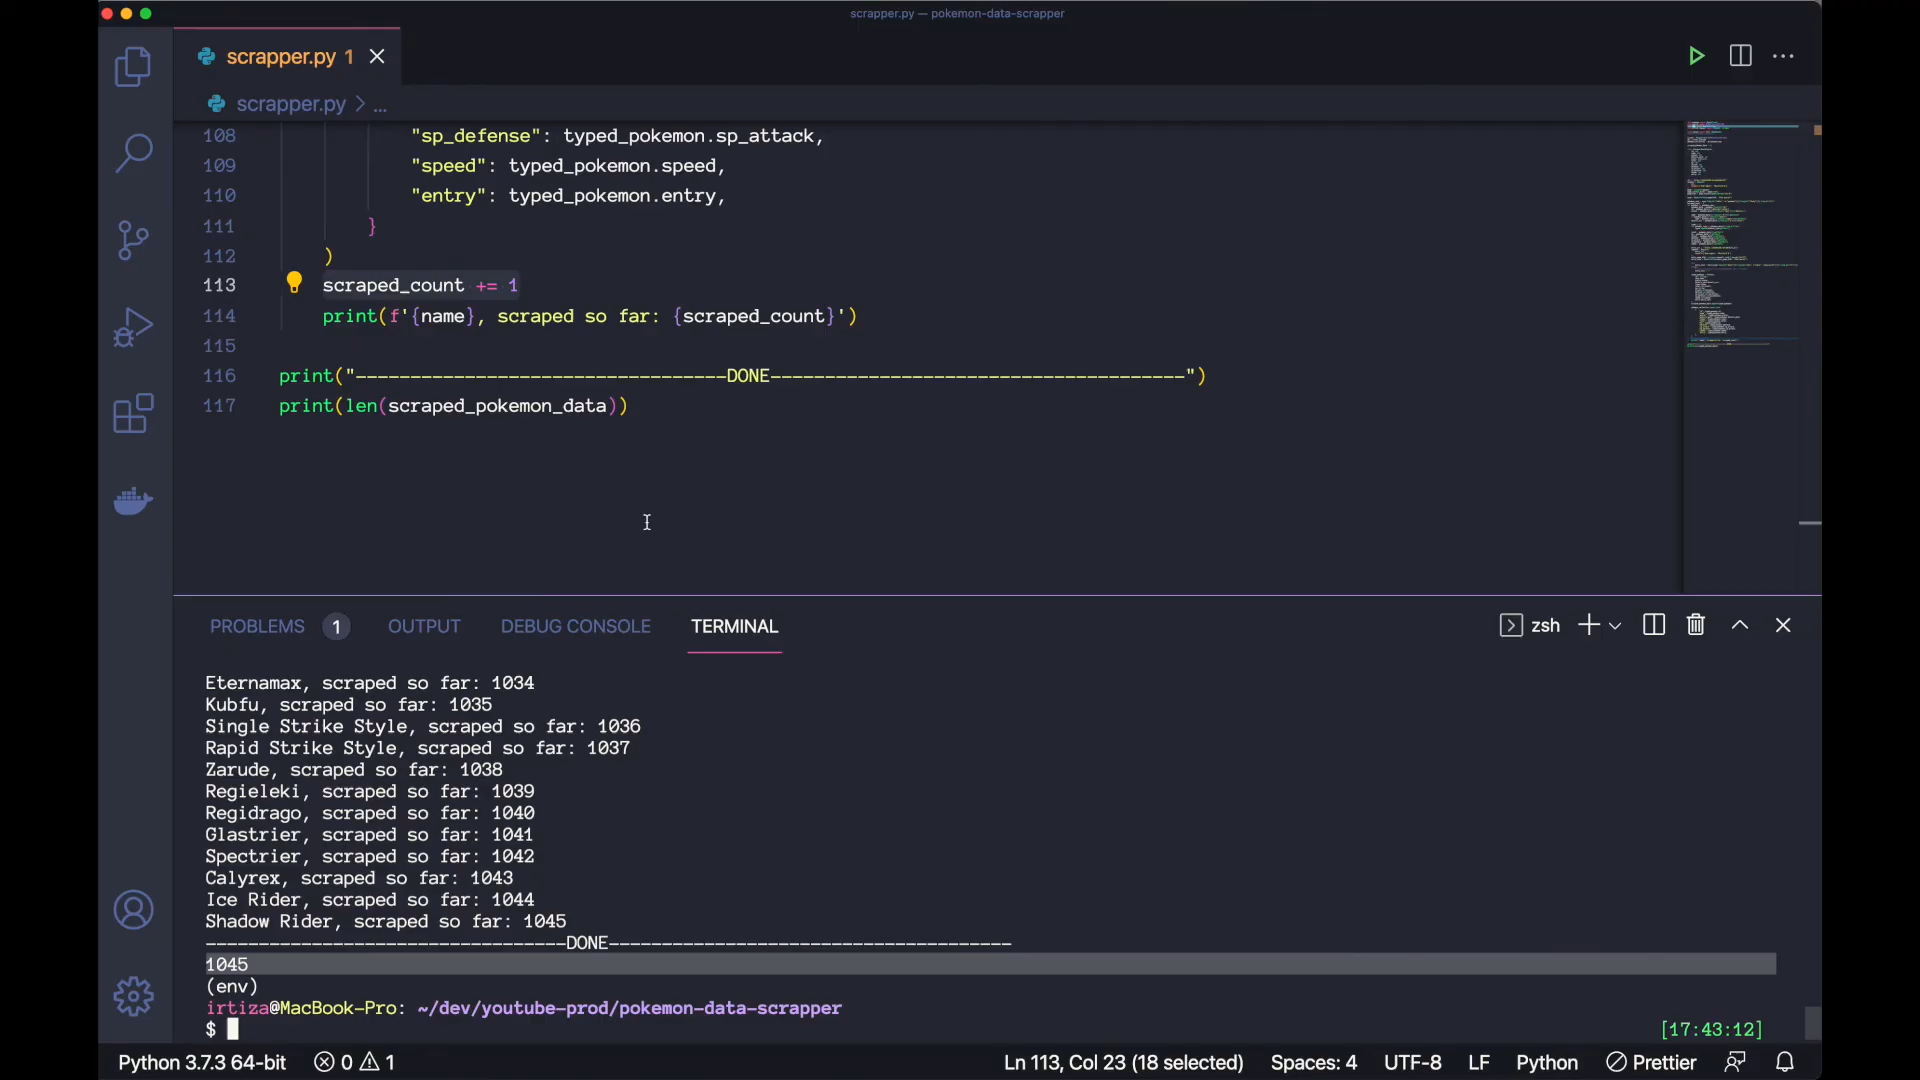 scrapper.py — pokemon-data-scrapper
scrapper.py 1
scrapper.py > ...
108 "sp_defense": typed_pokemon.sp_attack,
109 "speed": typed_pokemon.speed,
110 "entry": typed_pokemon.entry,
111 }
112 )
113 scraped_count += 1
114 print(f'{name}, scraped so far: {scraped_count}')
115
116 print("---------------------------------DONE----------------------------------")
117 print(len(scraped_pokemon_data))
PROBLEMS 1 OUTPUT DEBUG CONSOLE TERMINAL zsh
Eternamax, scraped so far: 1034
Kubfu, scraped so far: 1035
Single Strike Style, scraped so far: 1036
Rapid Strike Style, scraped so far: 1037
Zarude, scraped so far: 1038
Regieleki, scraped so far: 1039
Regidrago, scraped so far: 1040
Glastrier, scraped so far: 1041
Spectrier, scraped so far: 1042
Calyrex, scraped so far: 1043
Ice Rider, scraped so far: 1044
Shadow Rider, scraped so far: 1045
---------------------------------DONE----------------------------------
1045
(env)
irtiza@MacBook-Pro: ~/dev/youtube-prod/pokemon-data-scrapper
$ [17:43:12]
Python 3.7.3 64-bit 0 1 Ln 113, Col 23 (18 selected) Spaces: 4 UTF-8 LF Python Prettier